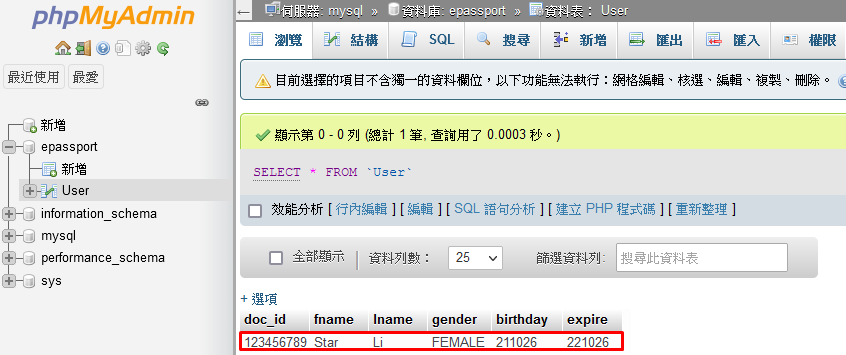 phpMyAdmin
最近使用 最愛
新增
epassport
新增
User
information_schema
mysql
performance_schema
sys
伺服器: mysql » 資料庫: epassport » 資料表： User
瀏覽 結構 SQL 搜尋 新增 匯出 匯入 權限
目前選擇的項目不含獨一的資料欄位，以下功能無法執行：網格編輯、核選、編輯、複製、刪除。
顯示第 0 - 0 列 (總計 1 筆, 查詢用了 0.0003 秒。)
SELECT * FROM `User`
效能分析 [ 行內編輯 ] [ 編輯 ] [ SQL 語句分析 ] [ 建立 PHP 程式碼 ] [ 重新整理 ]
全部顯示 資料列數： 25 篩選資料列: 搜尋此資料表
+ 選項
doc_id fname lname gender birthday expire
123456789 Star Li FEMALE 211026 221026